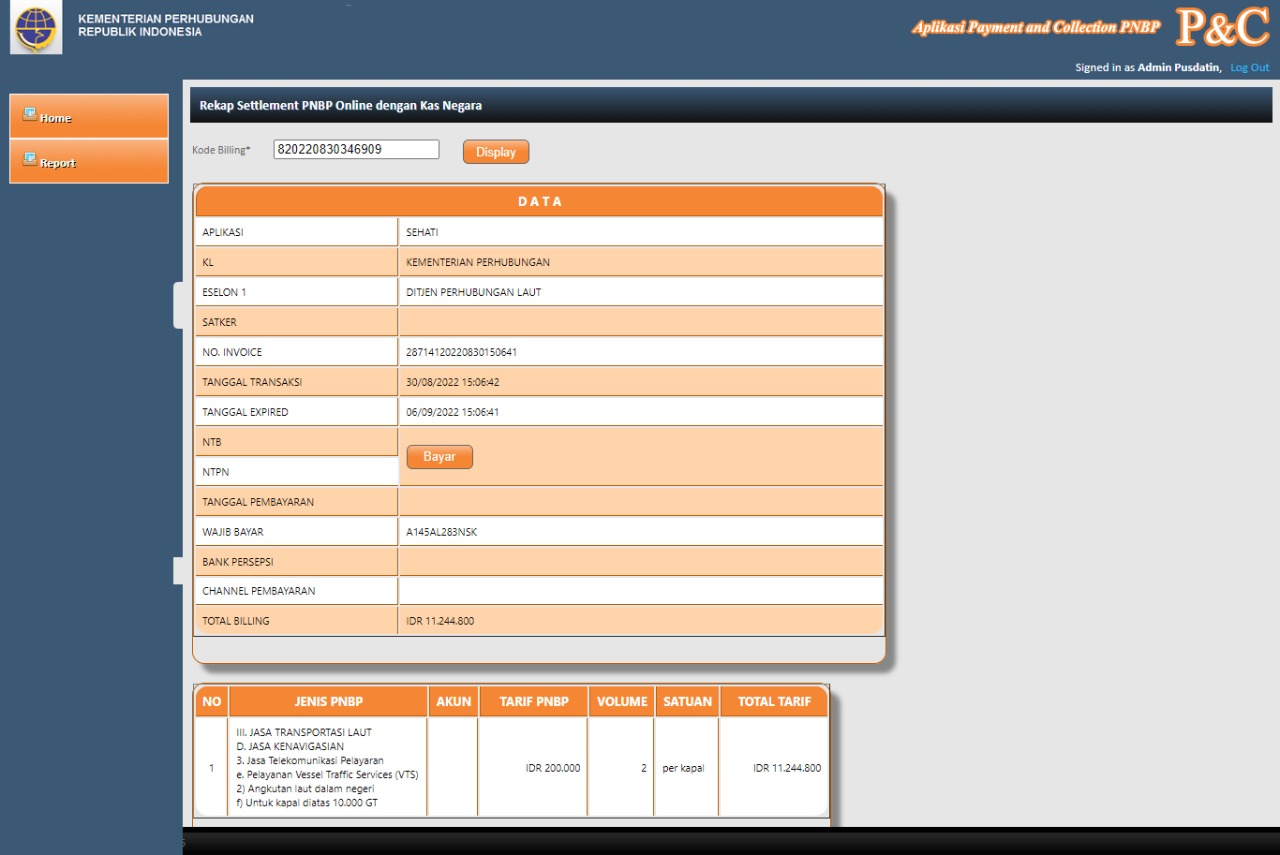 KEMENTERIAN PERHUBUNGAN
REPUBLIK INDONESIA
Aplikasi Payment and Collection PNBP
P&C
Signed in as Admin Pusdatin, Log Out
Home
Report
Rekap Settlement PNBP Online dengan Kas Negara
Kode Billing* 820220830346909 Display
D A T A
APLIKASI SEHATI
KL KEMENTERIAN PERHUBUNGAN
ESELON 1 DITJEN PERHUBUNGAN LAUT
SATKER
NO. INVOICE 28714120220830150641
TANGGAL TRANSAKSI 30/08/2022 15:06:42
TANGGAL EXPIRED 06/09/2022 15:06:41
NTB
Bayar
NTPN
TANGGAL PEMBAYARAN
WAJIB BAYAR A145AL283NSK
BANK PERSEPSI
CHANNEL PEMBAYARAN
TOTAL BILLING IDR 11.244.800
NO JENIS PNBP AKUN TARIF PNBP VOLUME SATUAN TOTAL TARIF
III. JASA TRANSPORTASI LAUT
D. JASA KENAVIGASIAN
3. Jasa Telekomunikasi Pelayaran
1 e. Pelayanan Vessel Traffic Services (VTS) IDR 200.000 2 per kapal IDR 11.244.800
2) Angkutan laut dalam negeri
f) Untuk kapal diatas 10.000 GT